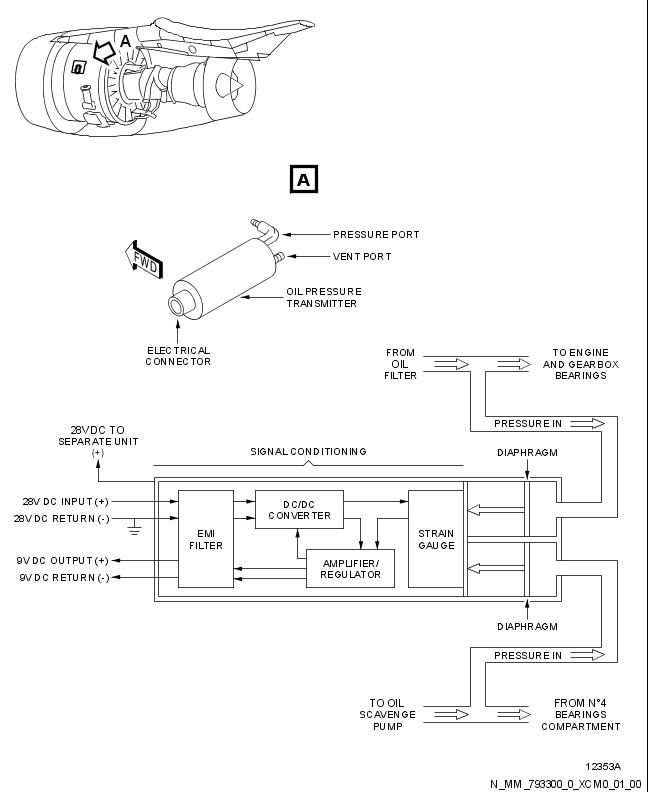 A
A
PRESSURE PORT
VENT PORT
FWD
OIL PRESSURE
TRANSMITTER
ELECTRICAL
CONNECTOR
FROM
OIL
FILTER
TO ENGINE
AND GEARBOX
BEARINGS
PRESSURE IN
28V DC TO
SEPARATE UNIT
(+)
SIGNAL CONDITIONING
DIAPHRAGM
28V DC INPUT (+)
28V DC RETURN (-)
9V DC OUTPUT (+)
9V DC RETURN (-)
EMI
FILTER
DC/DC
CONVERTER
AMPLIFIER/
REGULATOR
STRAIN
GAUGE
DIAPHRAGM
PRESSURE IN
TO OIL
SCAVENGE
PUMP
FROM N°4
BEARINGS
COMPARTMENT
12353A
N_MM_793300_0_XCM0_01_00